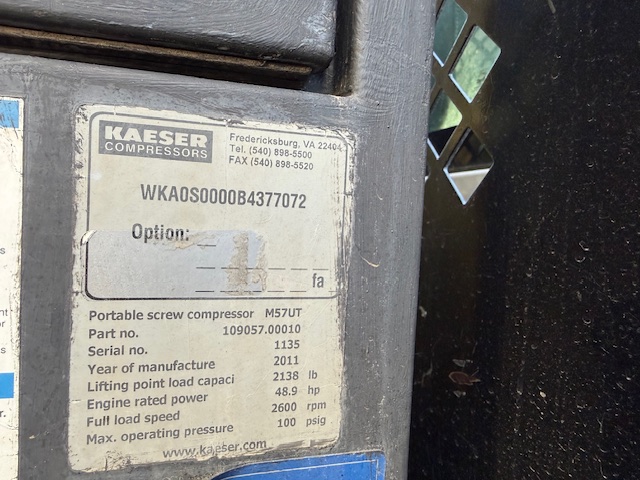 KAESER
COMPRESSORS
Fredericksburg, VA 22404
Tel. (540) 898-5500
FAX (540) 898-5520
WKA0S0000B4377072
Option:
fa
Portable screw compressor M57UT
Part no. 109057.00010
Serial no. 1135
Year of manufacture 2011
Lifting point load capaci 2138 lb
Engine rated power 48.9 hp
Full load speed 2600 rpm
Max. operating pressure 100 psig
www.kaeser.com